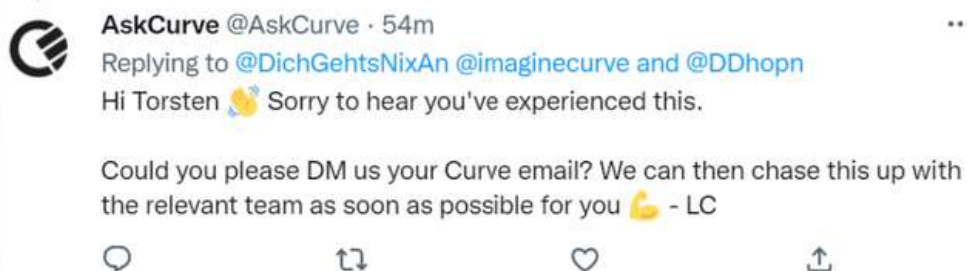 AskCurve @AskCurve · 54m
Replying to @DichGehtsNixAn @imaginecurve and @DDhopn
Hi Torsten 👋 Sorry to hear you've experienced this.
Could you please DM us your Curve email? We can then chase this up with
the relevant team as soon as possible for you 💪 - LC